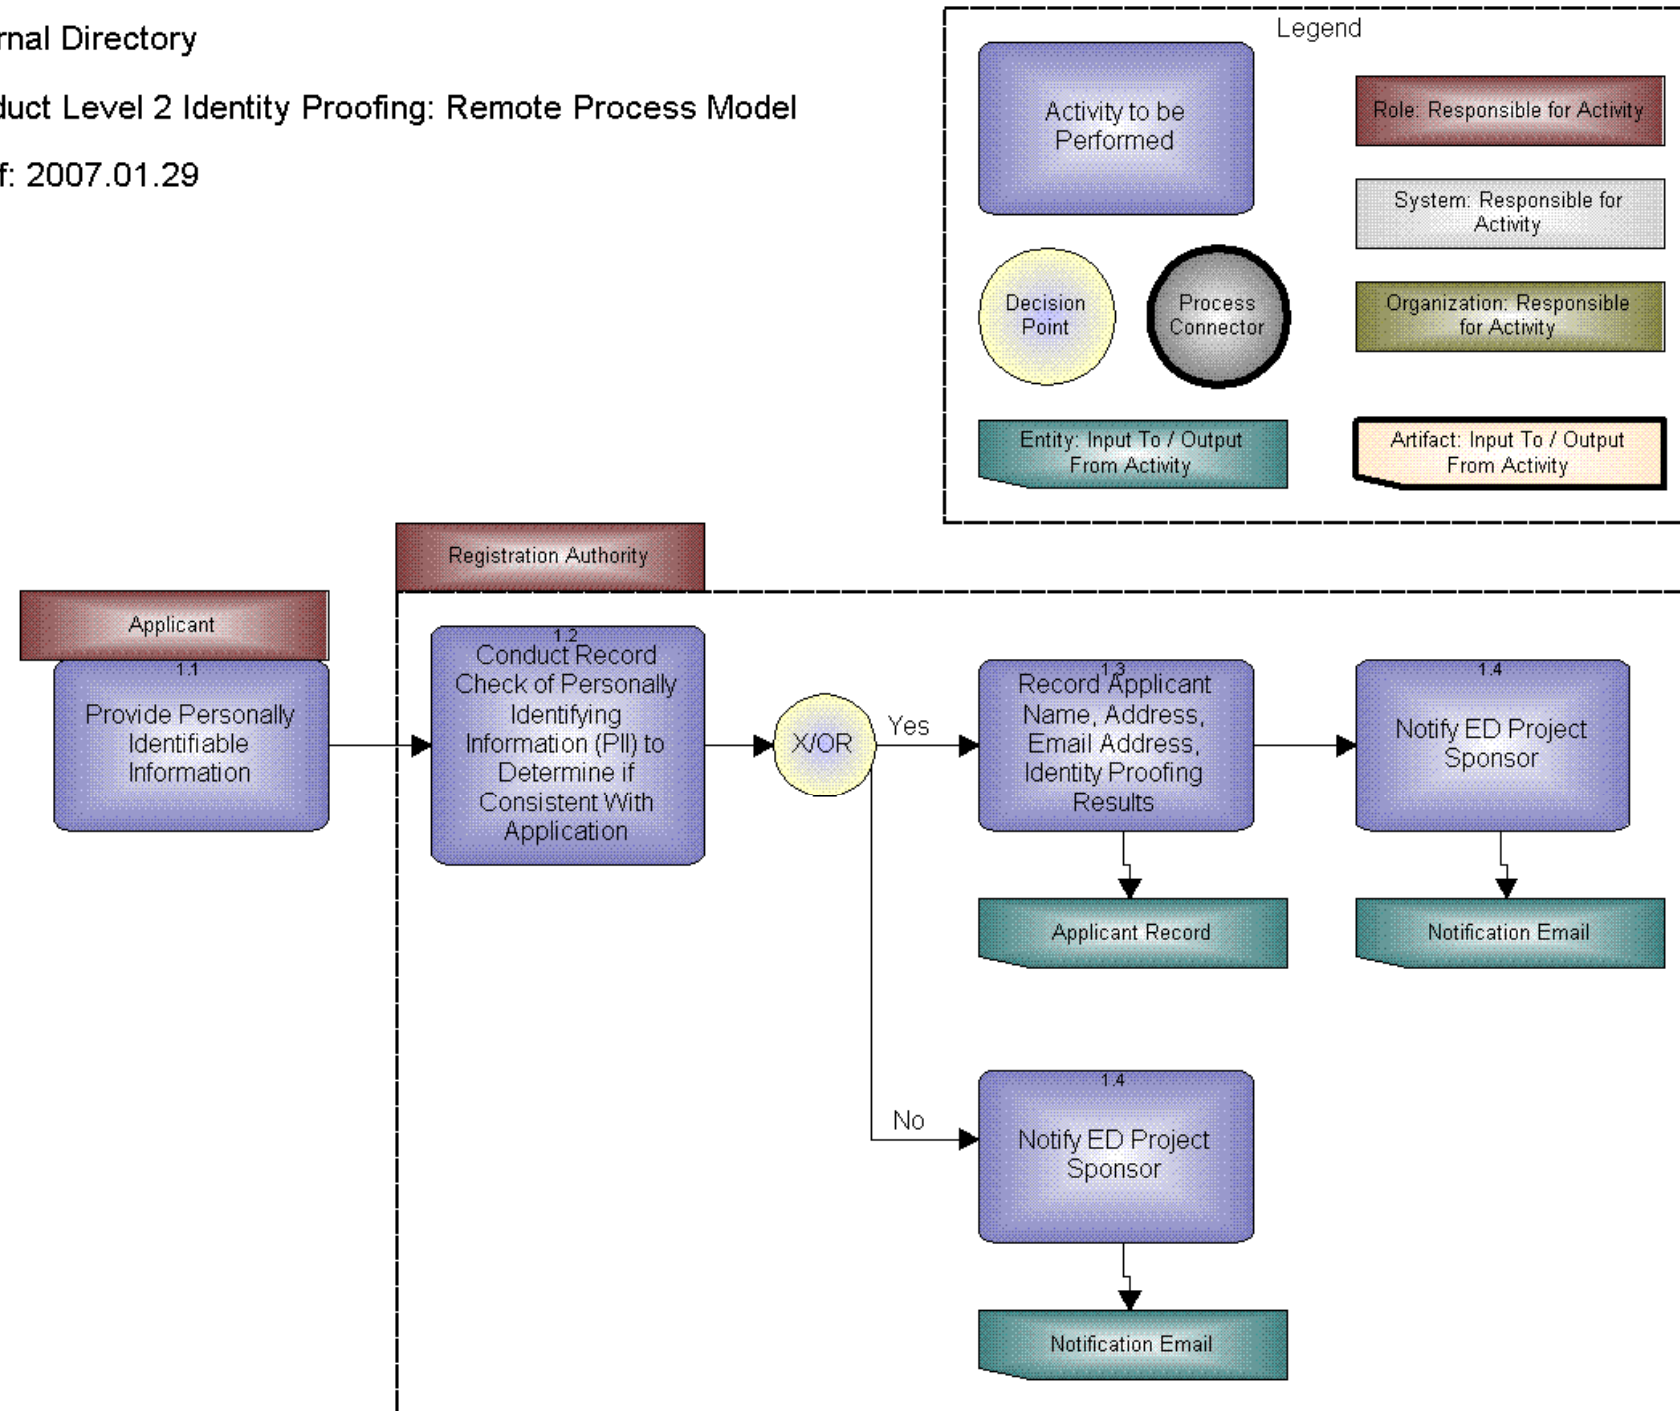 rnal Directory
duct Level 2 Identity Proofing: Remote Process Model
f: 2007.01.29
Legend
Activity to be
Performed
Role: Responsible for Activity
System: Responsible for
Activity
Decision
Point
Process
Connector
Organization: Responsible
for Activity
Entity: Input To / Output
From Activity
Artifact: Input To / Output
From Activity
Registration Authority
Applicant
1.1
Provide Personally
Identifiable
Information
1.2
Conduct Record
Check of Personally
Identifying
Information (PII) to
Determine if
Consistent With
Application
X/OR
Yes
1.3
Record Applicant
Name, Address,
Email Address,
Identity Proofing
Results
1.4
Notify ED Project
Sponsor
Applicant Record
Notification Email
No
1.4
Notify ED Project
Sponsor
Notification Email